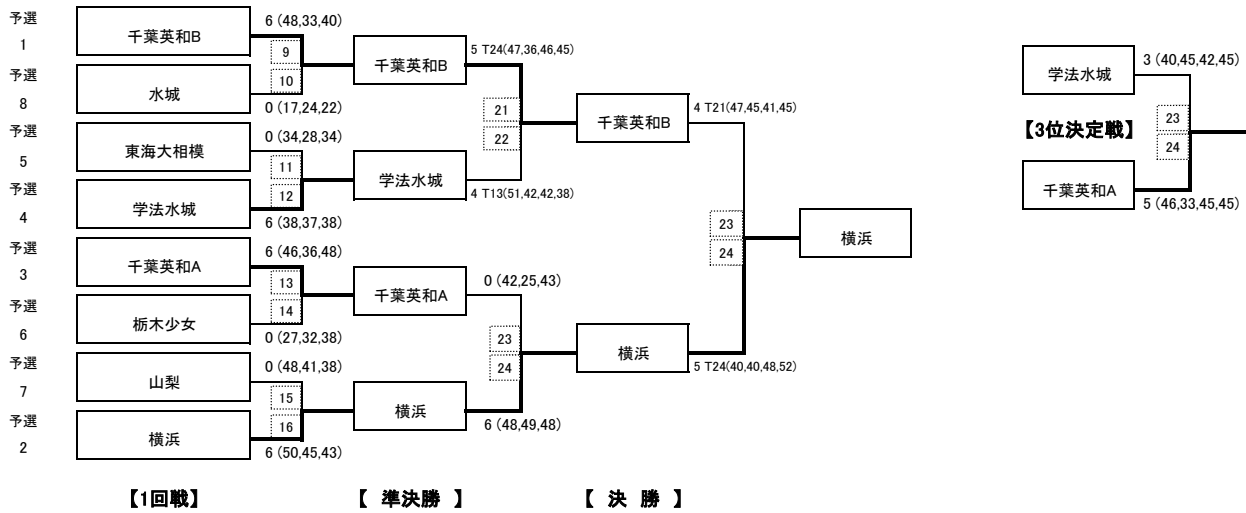 予選
1
千葉英和B
6 (48,33,40)
9
10
予選
8
水城
0 (17,24,22)
予選
5
東海大相模
0 (34,28,34)
11
12
予選
4
学法水城
6 (38,37,38)
予選
3
千葉英和A
6 (46,36,48)
13
14
予選
6
栃木少女
0 (27,32,38)
予選
7
山梨
0 (48,41,38)
15
16
予選
2
横浜
6 (50,45,43)
【1回戦】
千葉英和B
5 T24(47,36,46,45)
21
22
学法水城
4 T13(51,42,42,38)
千葉英和A
0 (42,25,43)
23
24
横浜
6 (48,49,48)
【 準決勝 】
千葉英和B
4 T21(47,45,41,45)
23
24
横浜
5 T24(40,40,48,52)
【 決 勝 】
横浜
学法水城
3 (40,45,42,45)
【3位決定戦】
23
24
千葉英和A
5 (46,33,45,45)